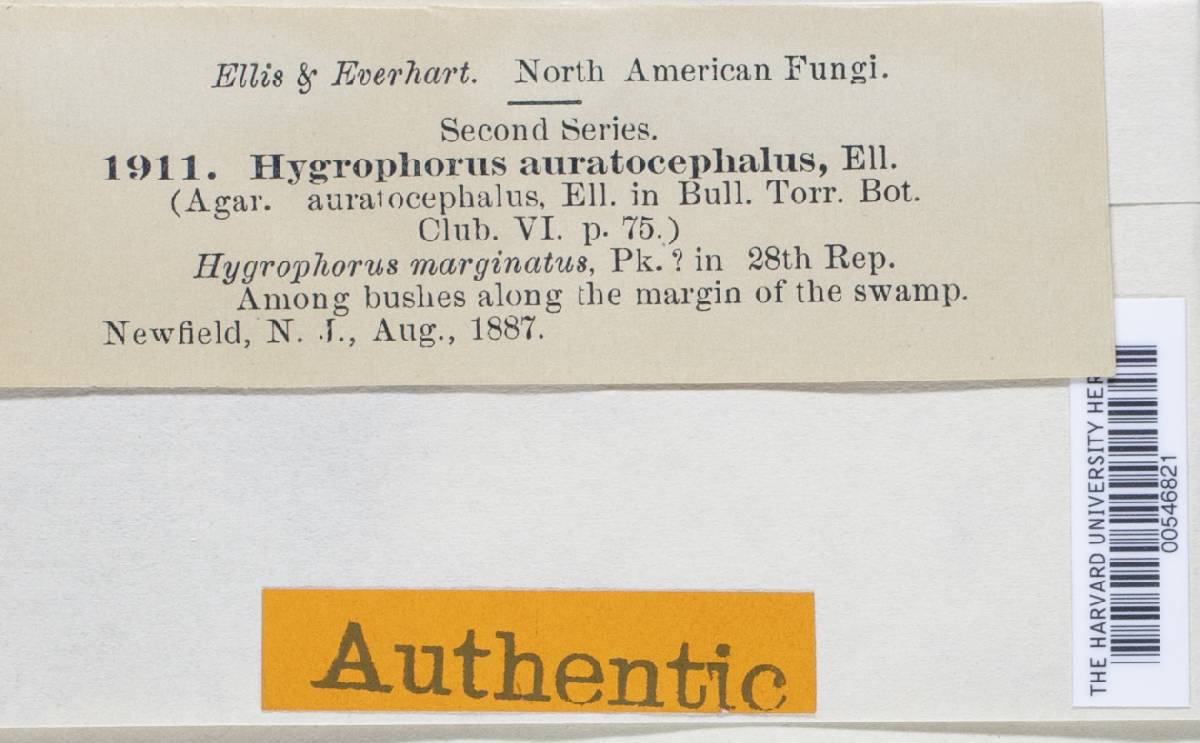 Ellis & Everhart. North American Fungi.
Second Series.
1911. Hygrophorus auratocephalus, Ell.
(Agar. auratocephalus, Ell. in Bull. Torr. Bot.
Club. VI. p. 75.)
Hygrophorus marginatus, Pk. ? in 28th Rep.
Among bushes along the margin of the swamp.
Newfield, N. J., Aug., 1887.
THE HARVARD UNIVERSITY HER
00546821
Authentic